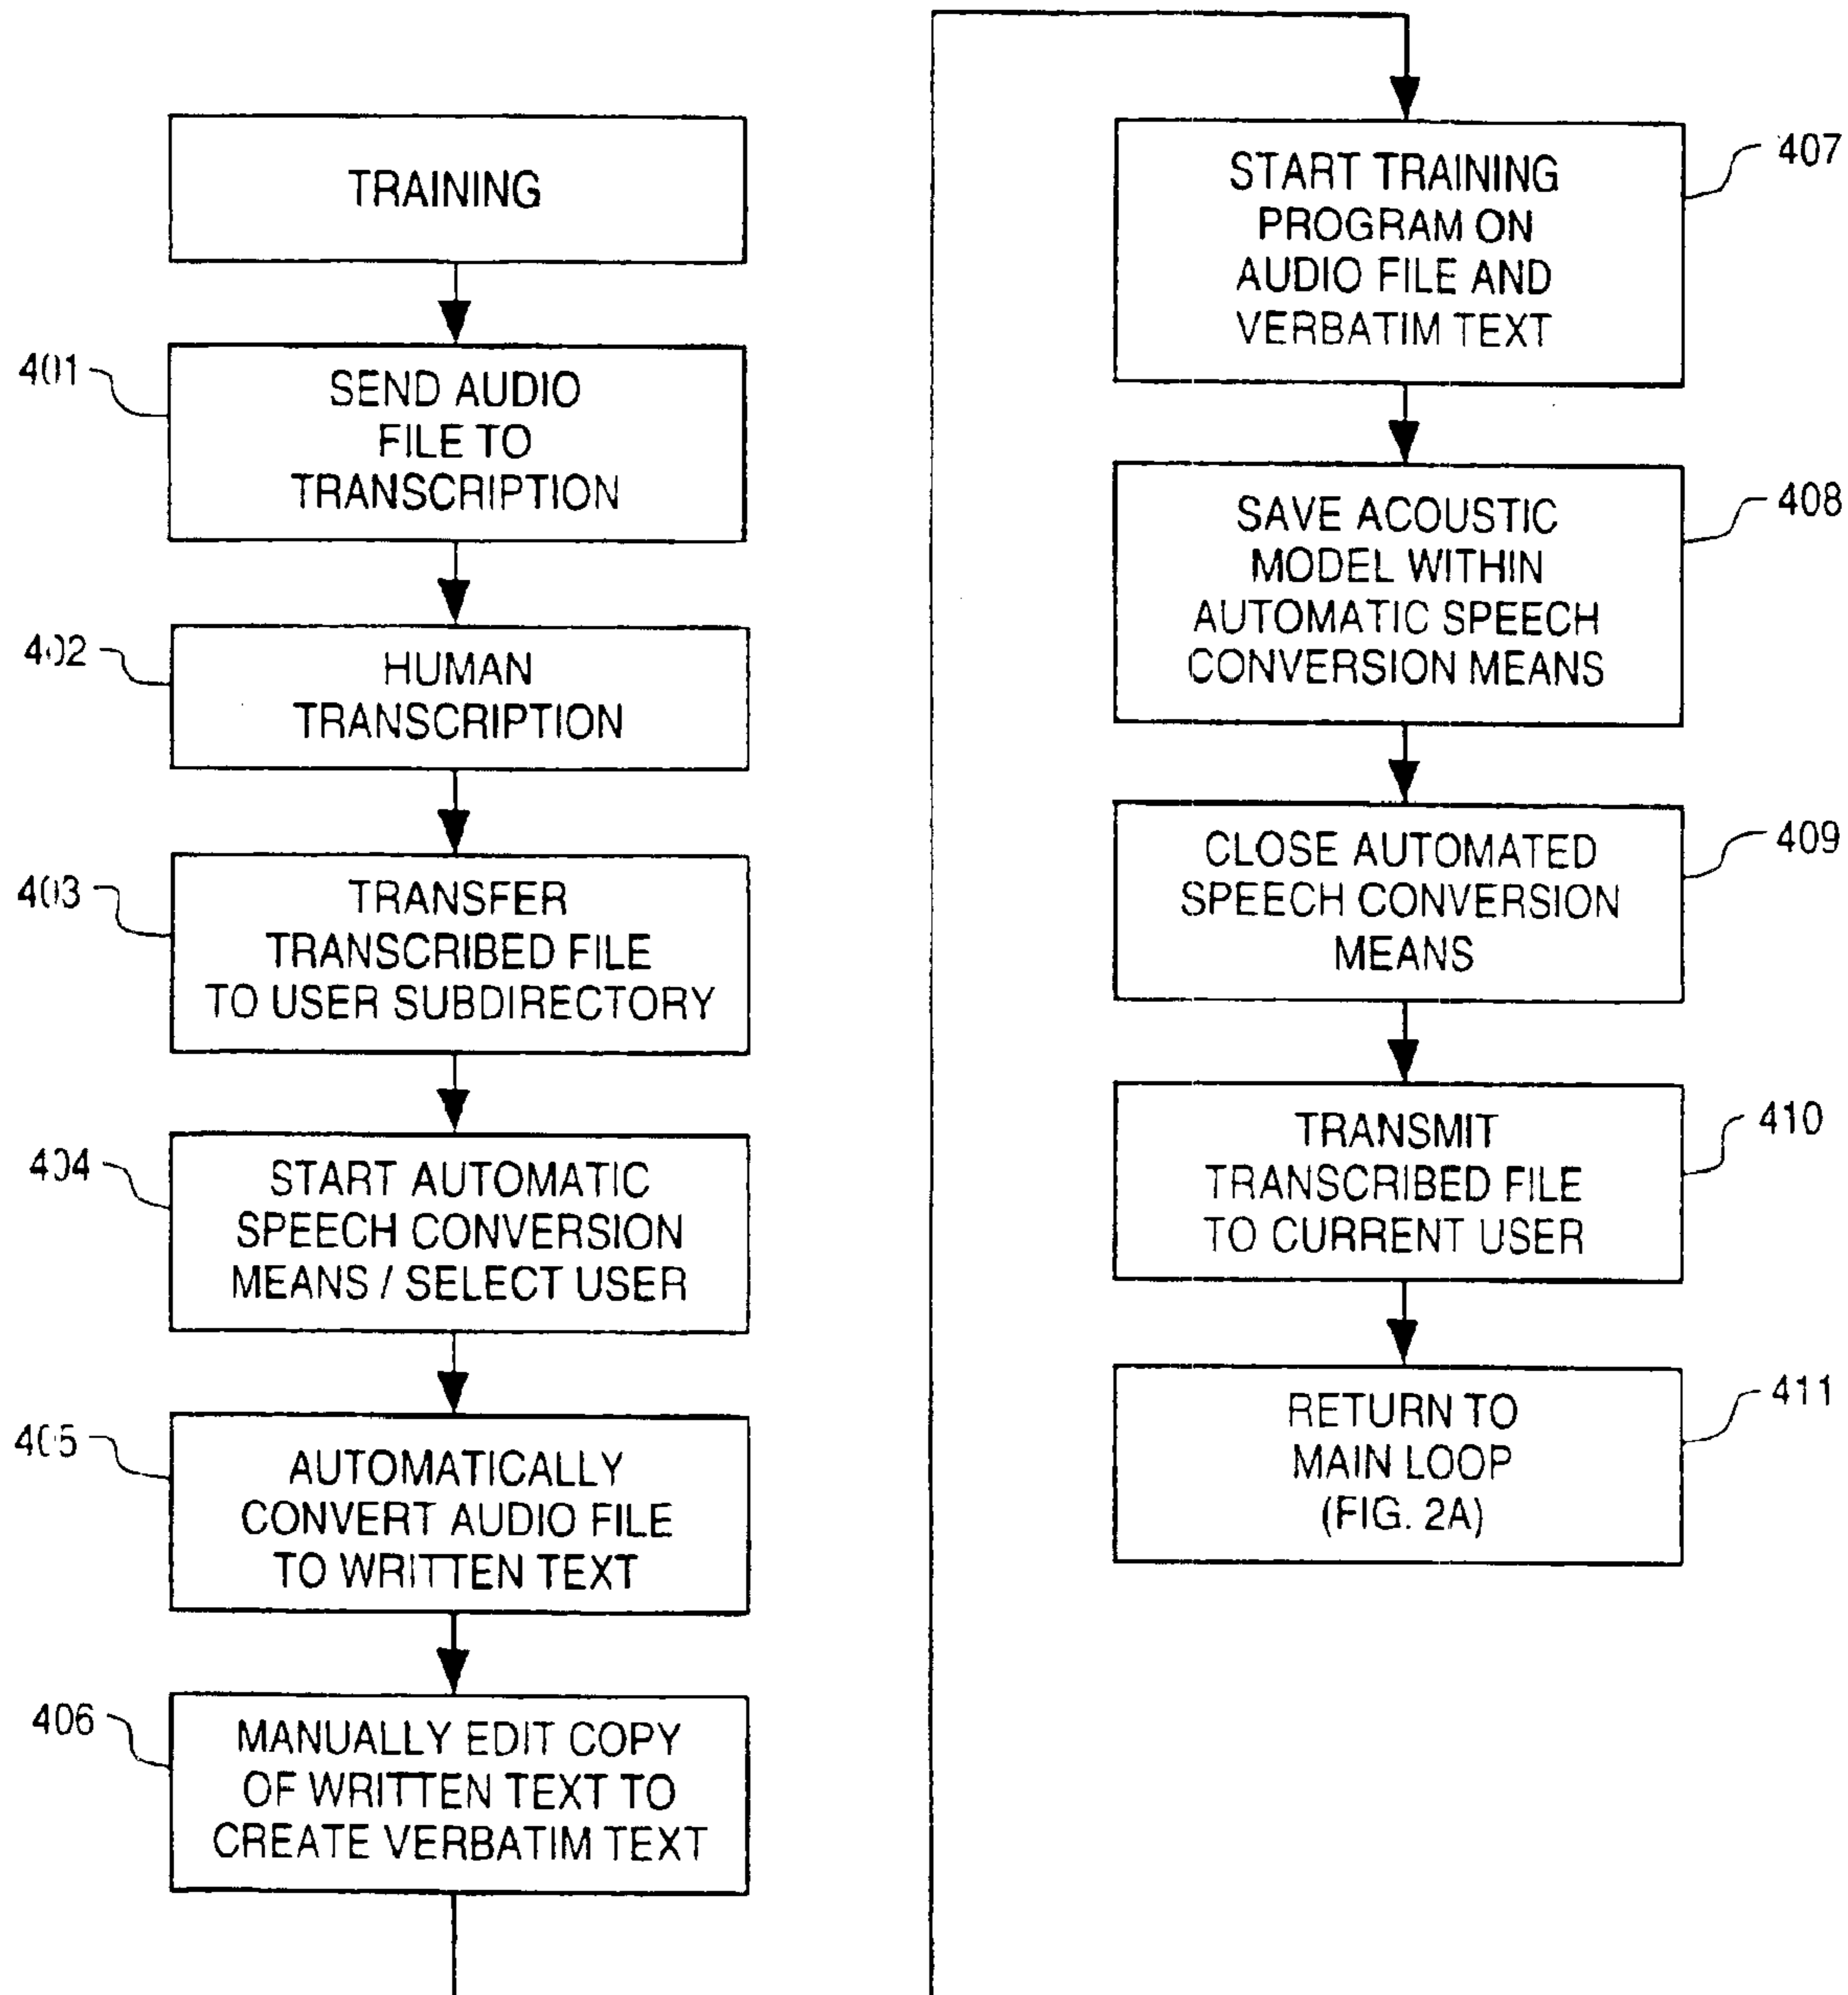 TRAINING
401
SEND AUDIO
FILE TO
TRANSCRIPTION
402
HUMAN
TRANSCRIPTION
403
TRANSFER
TRANSCRIBED FILE
TO USER SUBDIRECTORY
404
START AUTOMATIC
SPEECH CONVERSION
MEANS / SELECT USER
405
AUTOMATICALLY
CONVERT AUDIO FILE
TO WRITTEN TEXT
406
MANUALLY EDIT COPY
OF WRITTEN TEXT TO
CREATE VERBATIM TEXT
407
START TRAINING
PROGRAM ON
AUDIO FILE AND
VERBATIM TEXT
408
SAVE ACOUSTIC
MODEL WITHIN
AUTOMATIC SPEECH
CONVERSION MEANS
409
CLOSE AUTOMATED
SPEECH CONVERSION
MEANS
410
TRANSMIT
TRANSCRIBED FILE
TO CURRENT USER
411
RETURN TO
MAIN LOOP
(FIG. 2A)